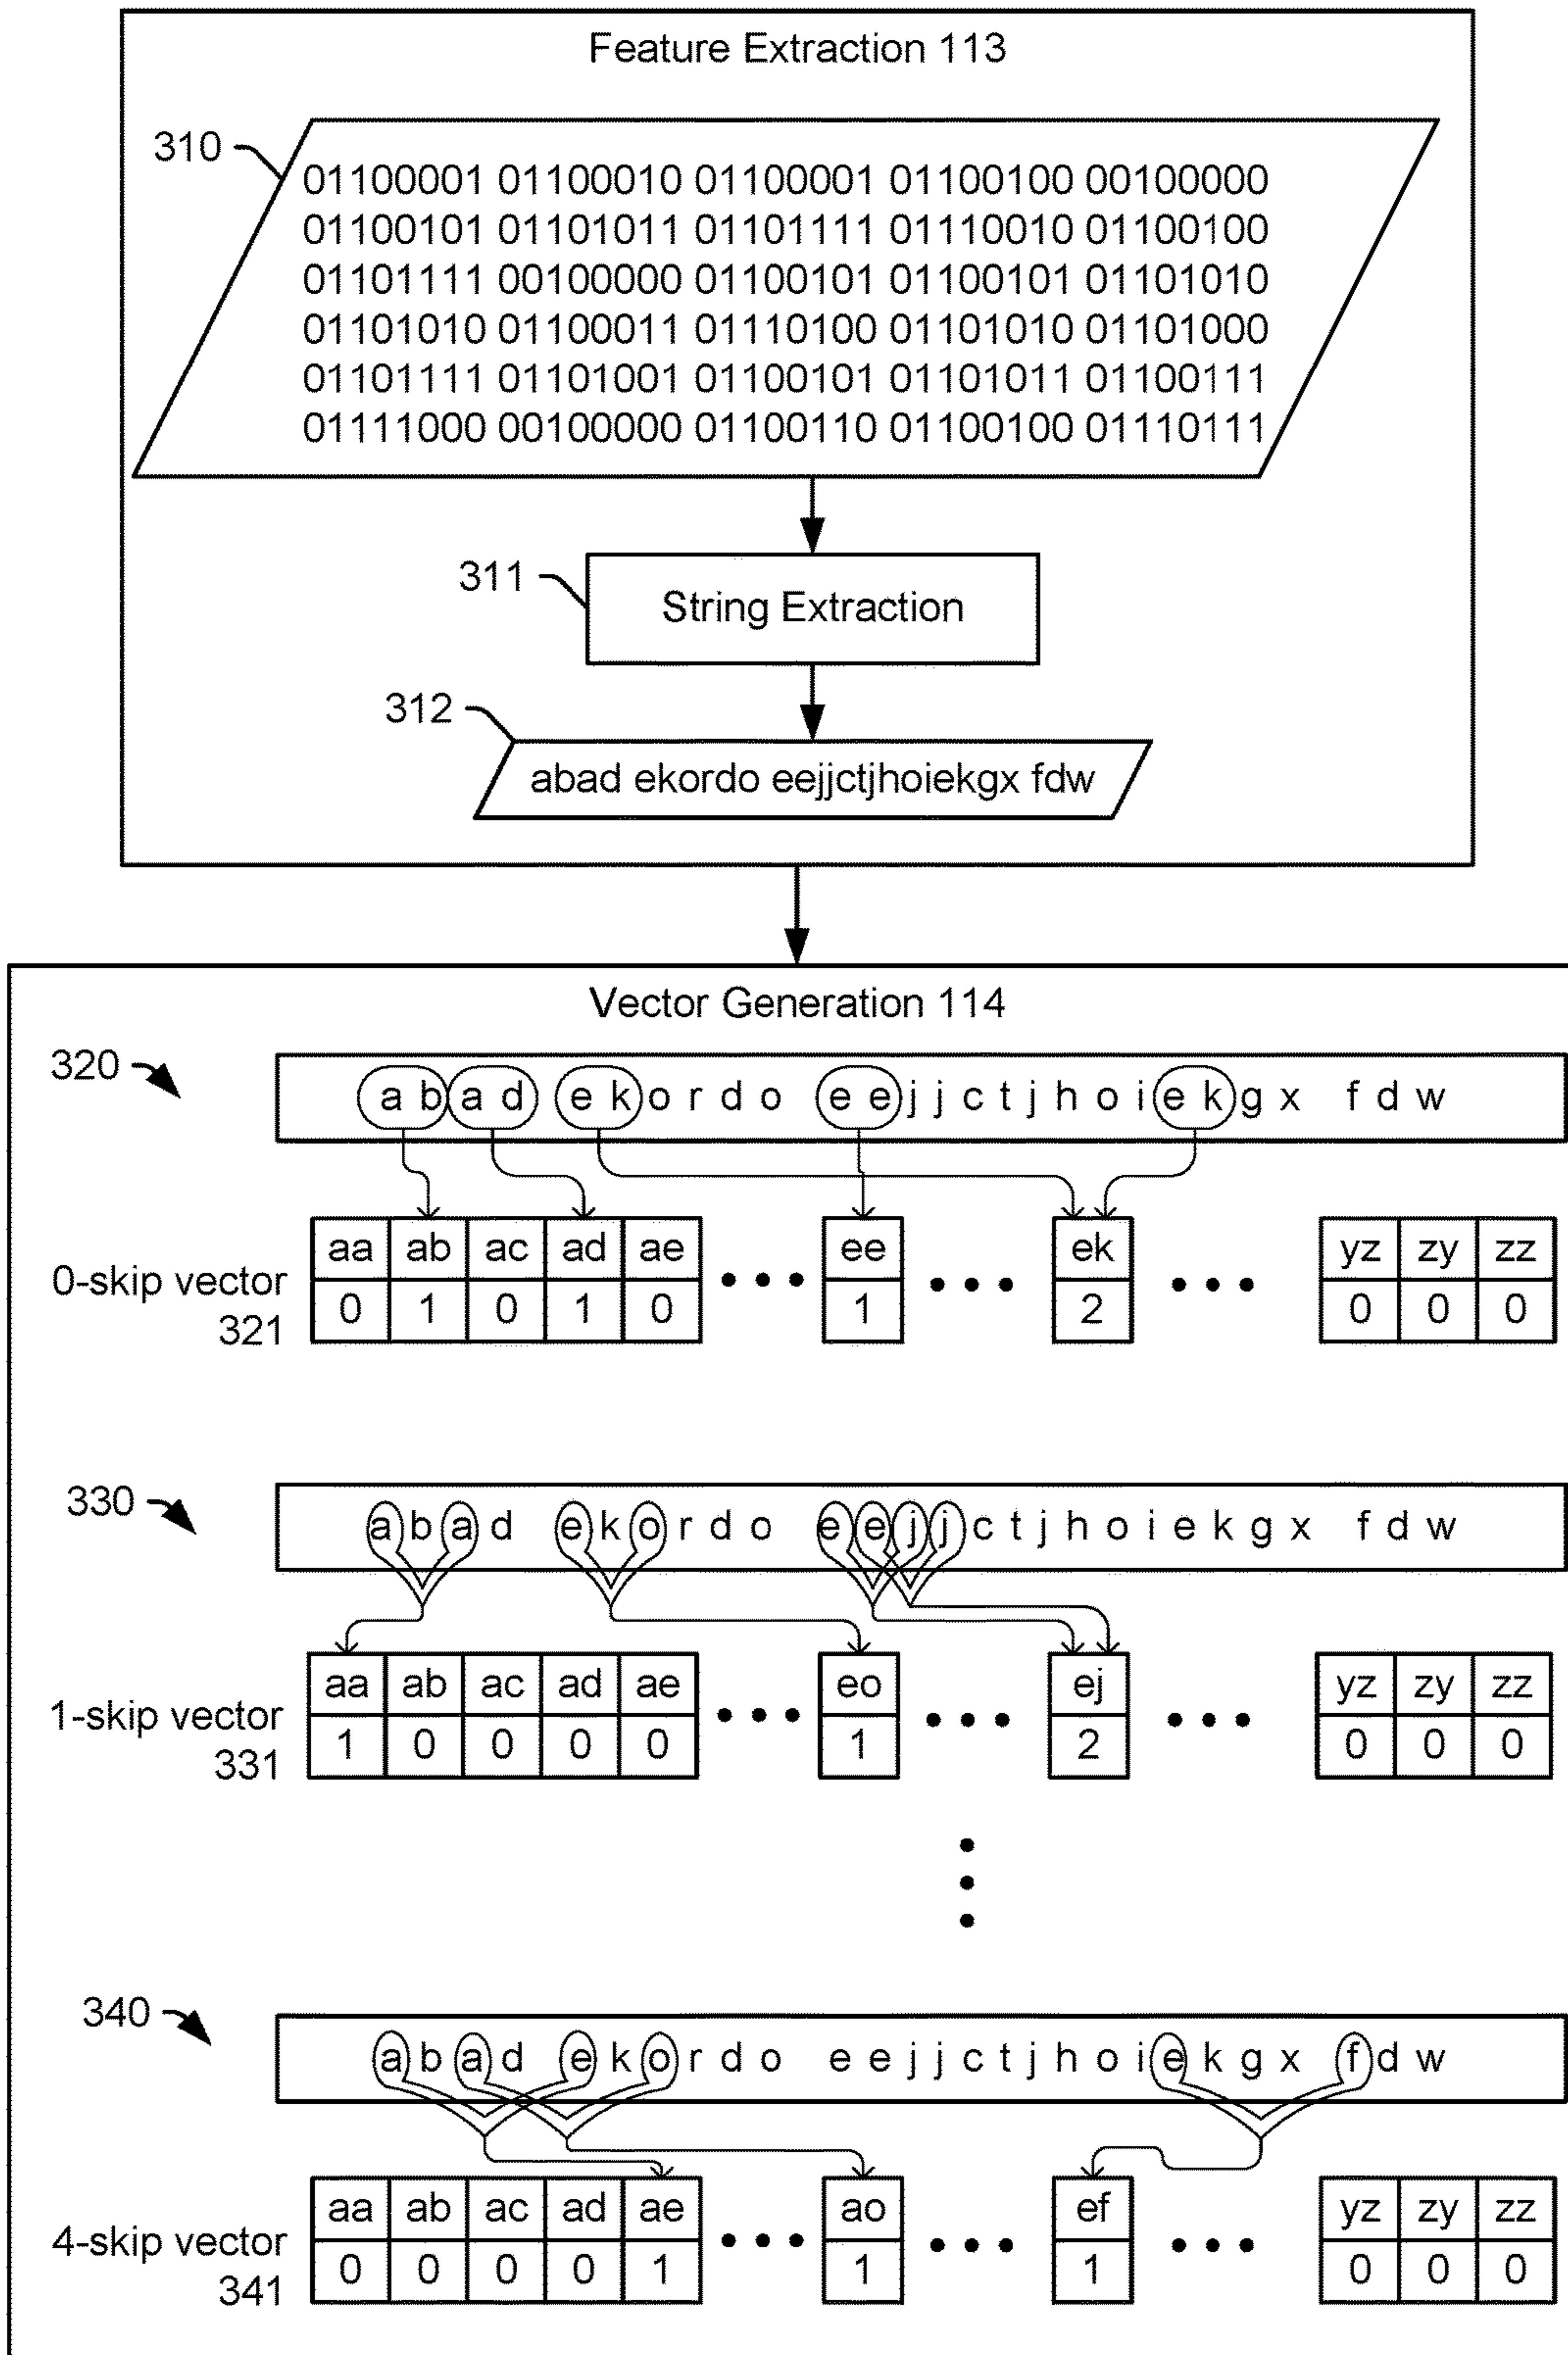 Feature Extraction 113
310
01100001 01100010 01100001 01100100 00100000
01100101 01101011 01101111 01110010 01100100
01101111 00100000 01100101 01100101 01101010
01101010 01100011 01110100 01101010 01101000
01101111 01101001 01100101 01101011 01100111
01111000 00100000 01100110 01100100 01110111
311
String Extraction
312
abad ekordo eejjctjhoiekgx fdw
Vector Generation 114
320
a b a d e k o r d o e e j j c t j h o i e k g x f d w
aa ab ac ad ae ee ek yz zy zz
0-skip vector
321
0 1 0 1 0 1 2 0 0 0
330
a b a d e k o r d o e e j j c t j h o i e k g x f d w
aa ab ac ad ae eo ej yz zy zz
1-skip vector
331
1 0 0 0 0 1 2 0 0 0
340
a b a d e k o r d o e e j j c t j h o i e k g x f d w
aa ab ac ad ae ao ef yz zy zz
4-skip vector
341
0 0 0 0 1 1 1 0 0 0